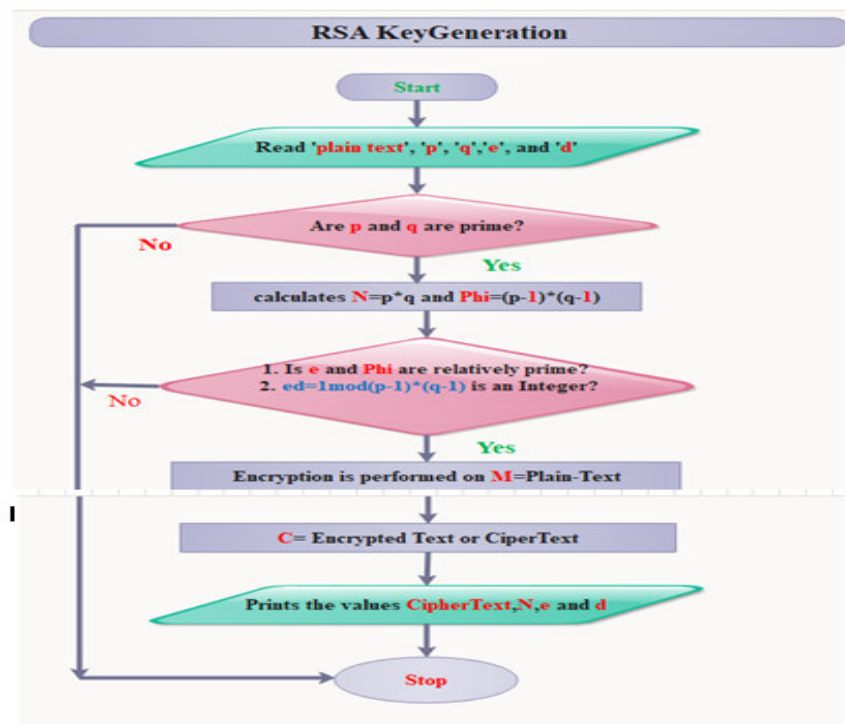 RSA KeyGeneration
Start
Read 'plain text', 'p', 'q','e', and 'd'
Are p and q are prime?
No
Yes
calculates N=p*q and Phi=(p-1)*(q-1)
1. Is e and Phi are relatively prime?
2. ed=1mod(p-1)*(q-1) is an Integer?
No
Yes
Encryption is performed on M=Plain-Text
C= Encrypted Text or CiperText
Prints the values CipherText,N,e and d
Stop